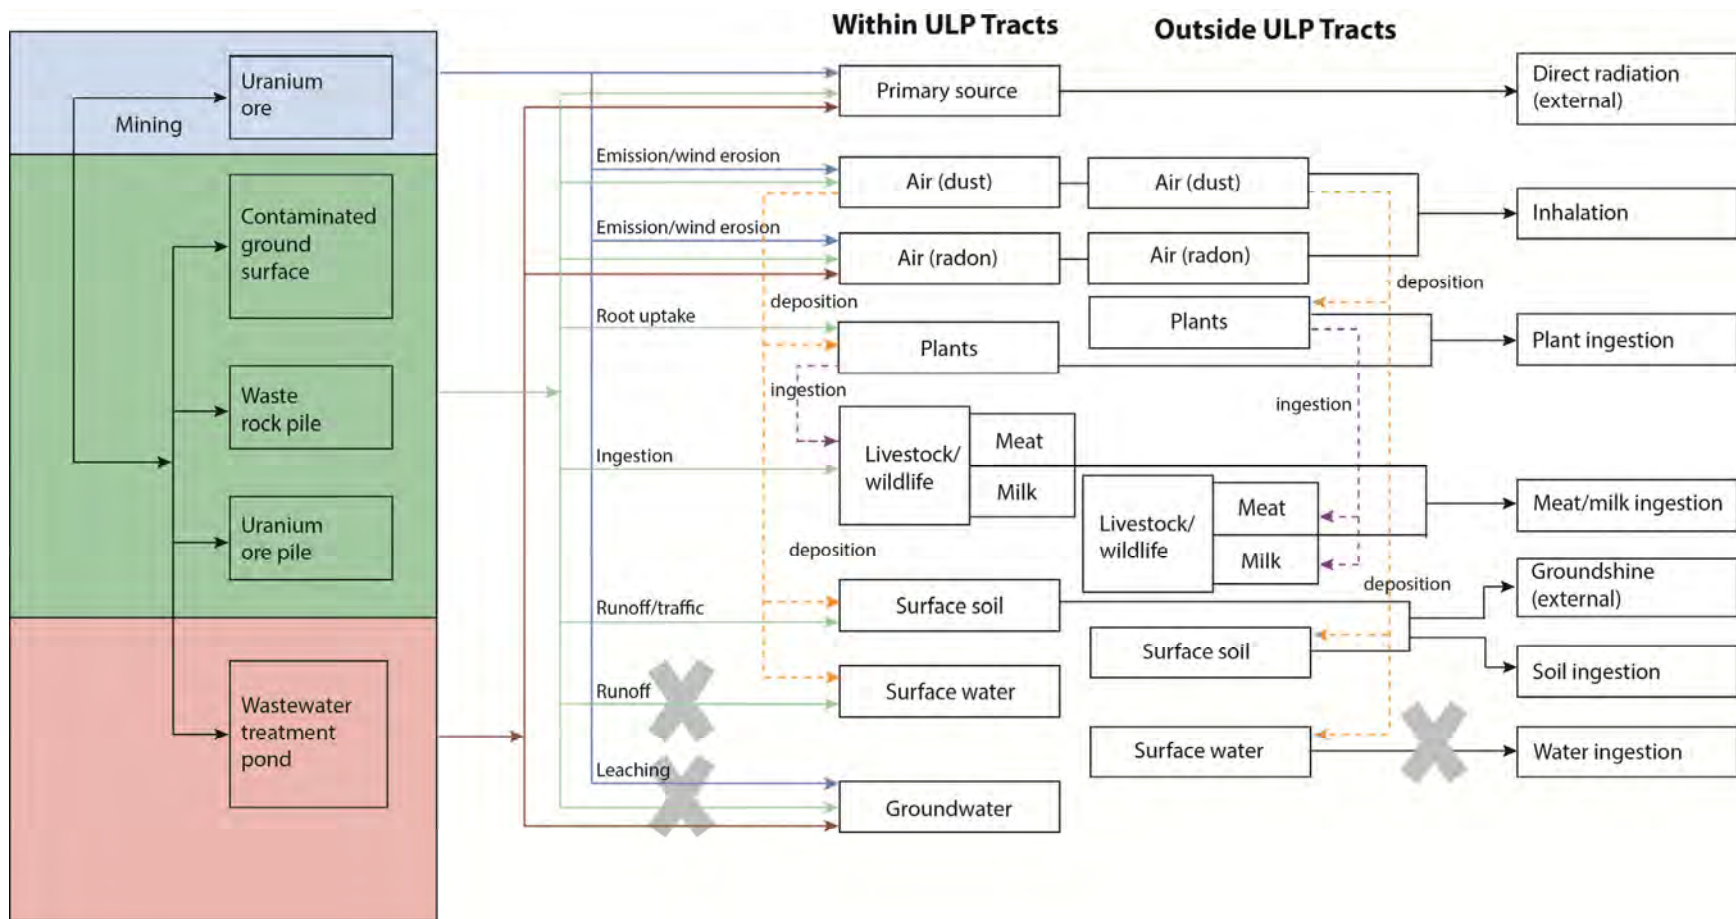 Within ULP Tracts
Outside ULP Tracts
Uranium
ore
Mining
Contaminated
ground
surface
Waste
rock pile
Uranium
ore pile
Wastewater
treatment
pond
Emission/wind erosion
Emission/wind erosion
deposition
Root uptake
ingestion
Ingestion
deposition
Runoff/traffic
Runoff
Leaching
Primary source
Air (dust)
Air (radon)
Plants
Livestock/
wildlife
Meat
Milk
Surface soil
Surface water
Groundwater
Air (dust)
Air (radon)
deposition
Plants
ingestion
Livestock/
wildlife
Meat
Milk
deposition
Surface soil
Surface water
Direct radiation
(external)
Inhalation
Plant ingestion
Meat/milk ingestion
Groundshine
(external)
Soil ingestion
Water ingestion